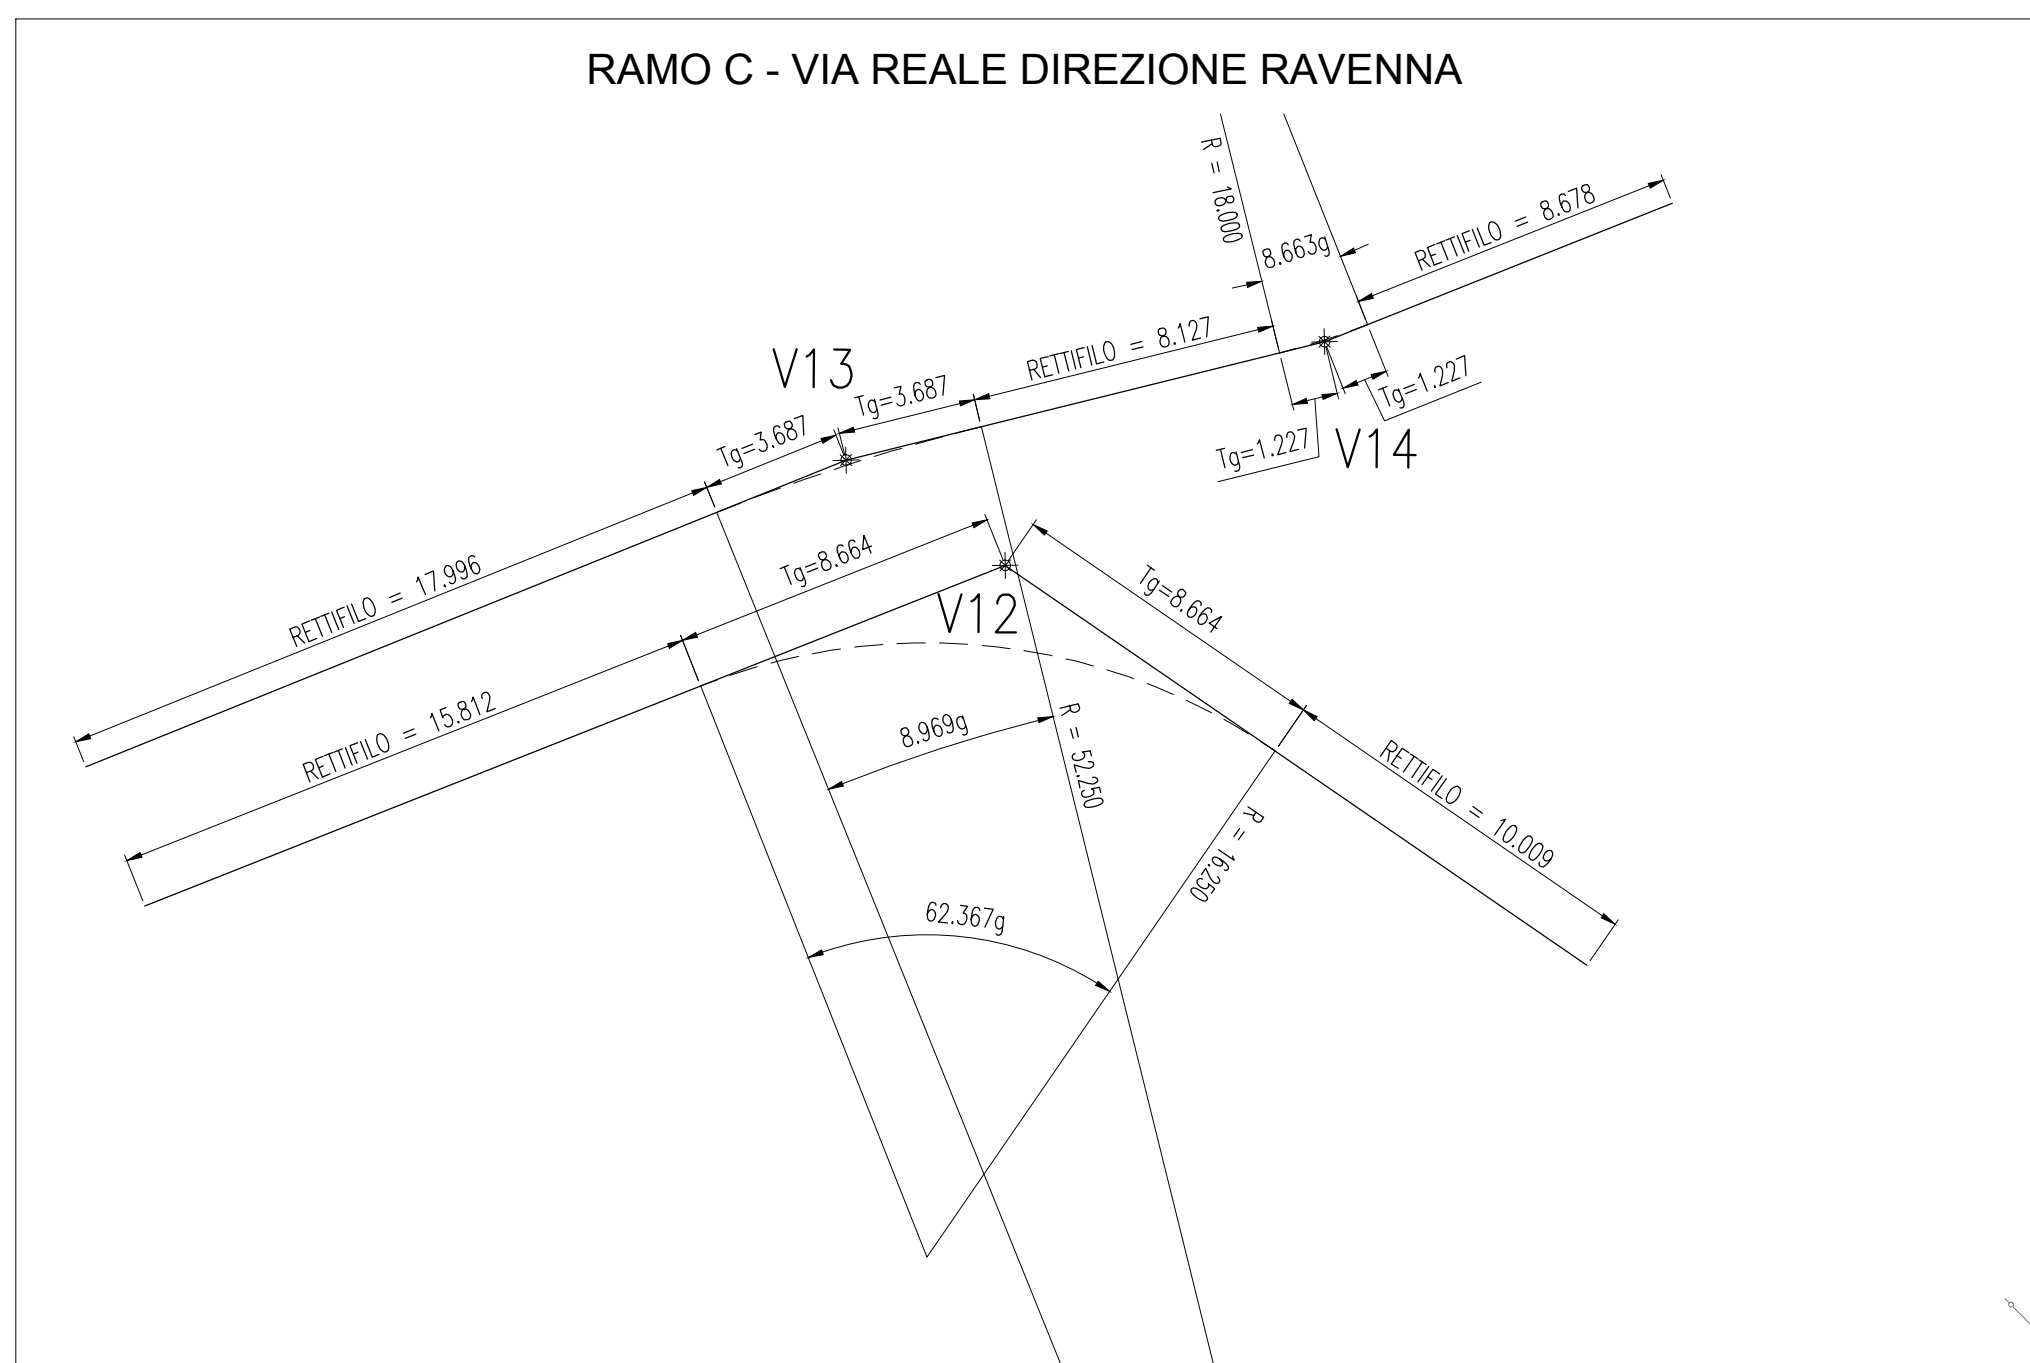 RAMO C - VIA REALE DIREZIONE RAVENNA
R = 18.000
8.663g
RETTIFILO = 8.678
RETTIFILO = 8.127
V13
Tg=3.687
Tg=3.687
Tg=1.227
Tg=1.227
V14
RETTIFILO = 17.996
Tg=8.664
V12
Tg=8.664
RETTIFILO = 15.812
8.969g
R = 52.250
RETTIFILO = 10.009
R = 16.250
62.367g